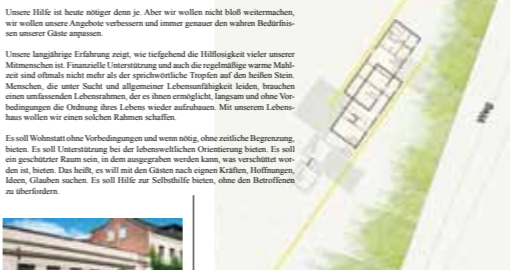 Unsere Hilfe ist heute nötiger denn je. Aber wir wollen nicht bloß weitermachen,
wir wollen unsere Angebote verbessern und immer genauer den wahren Bedürfnis-
sen unserer Gäste anpassen.
Unsere langjährige Erfahrung zeigt, wie tiefgehend die Hilflosigkeit vieler unserer
Mitmenschen ist. Finanzielle Unterstützung und auch die regelmäßige warme Mahl-
zeit sind oftmals nicht mehr als der sprichwörtliche Tropfen auf den heißen Stein.
Menschen, die unter Sucht und allgemeiner Lebensunfähigkeit leiden, brauchen
einen umfassenden Lebensrahmen, der es ihnen ermöglicht, langsam und ohne Vor-
bedingungen die Ordnung ihres Lebens wieder aufzubauen. Mit unserem Lebens-
haus wollen wir einen solchen Rahmen schaffen.
Es soll Wohnstatt ohne Vorbedingungen und wenn nötig, ohne zeitliche Begrenzung,
bieten. Es soll Unterstützung bei der lebensweltlichen Orientierung bieten. Es soll
ein geschützter Raum sein, in dem ausgegraben werden kann, was verschüttet wor-
den ist, bieten. Das heißt, es will mit den Gästen nach eignen Kräften, Hoffnungen,
Ideen, Glauben suchen. Es soll Hilfe zur Selbsthilfe bieten, ohne den Betroffenen
zu überfordern.
Weg